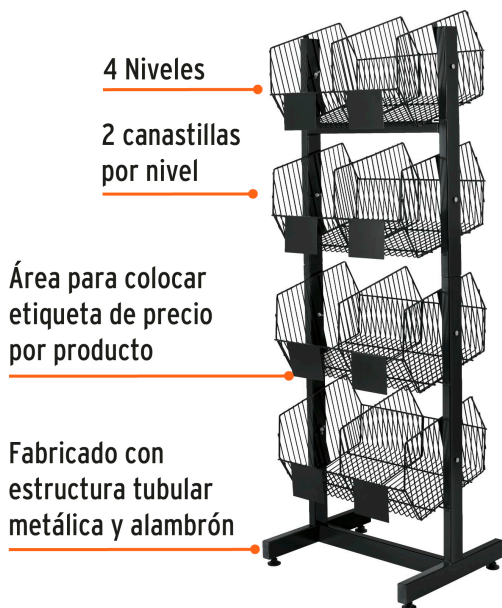 4 Niveles
2 canastillas
por nivel
Área para colocar
etiqueta de precio
por producto
Fabricado con
estructura tubular
metálica y alambrón